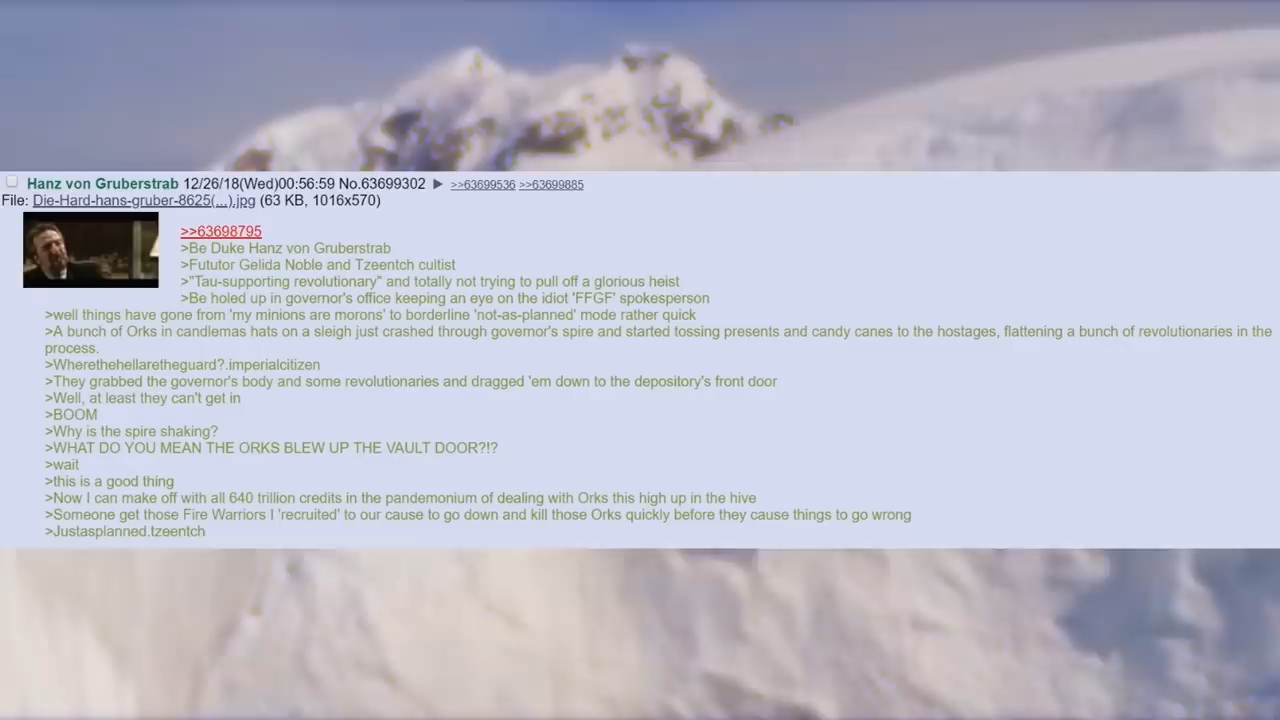 Hanz von Gruberstrab 12/26/18(Wed)00:56:59 No.63699302 ▶ >>63699536 >>63699885
File: Die-Hard-hans-gruber-8625(...).jpg (63 KB, 1016x570)
>>63698795
>Be Duke Hanz von Gruberstrab
>Fututor Gelida Noble and Tzeentch cultist
>"Tau-supporting revolutionary" and totally not trying to pull off a glorious heist
>Be holed up in governor's office keeping an eye on the idiot 'FFGF' spokesperson
>well things have gone from 'my minions are morons' to borderline 'not-as-planned' mode rather quick
>A bunch of Orks in candlemas hats on a sleigh just crashed through governor's spire and started tossing presents and candy canes to the hostages, flattening a bunch of revolutionaries in the
process.
>Wherethehellaretheguard?.imperialcitizen
>They grabbed the governor's body and some revolutionaries and dragged 'em down to the depository's front door
>Well, at least they can't get in
>BOOM
>Why is the spire shaking?
>WHAT DO YOU MEAN THE ORKS BLEW UP THE VAULT DOOR?!?
>wait
>this is a good thing
>Now I can make off with all 640 trillion credits in the pandemonium of dealing with Orks this high up in the hive
>Someone get those Fire Warriors I 'recruited' to our cause to go down and kill those Orks quickly before they cause things to go wrong
>Justasplanned.tzeentch